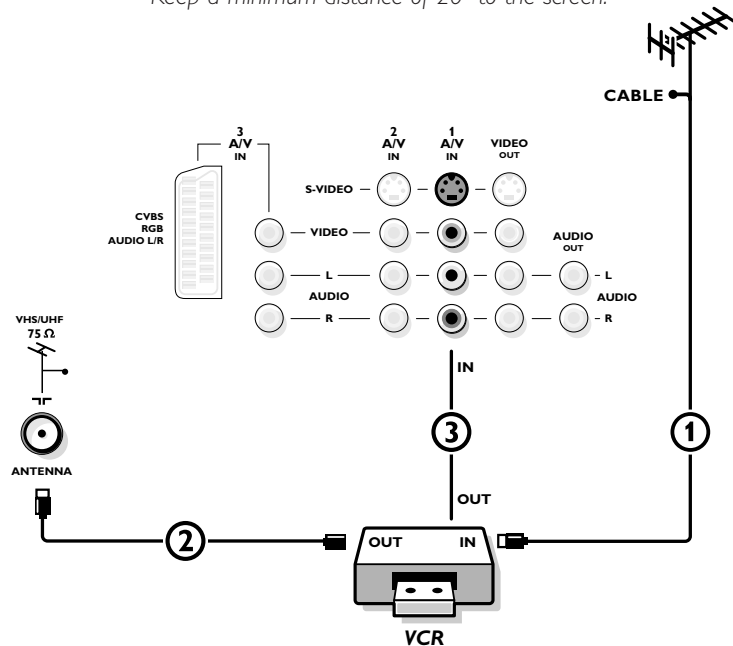 Keep a minimum distance of 20" to the screen.
CABLE
3
A/V
IN
2
A/V
IN
1
A/V
IN
VIDEO
OUT
S-VIDEO
CVBS
RGB
AUDIO L/R
VIDEO
AUDIO
OUT
L
L
AUDIO
AUDIO
R
R
VHS/UHF
75 Ω
ANTENNA
IN
3
1
OUT
2
OUT
IN
VCR